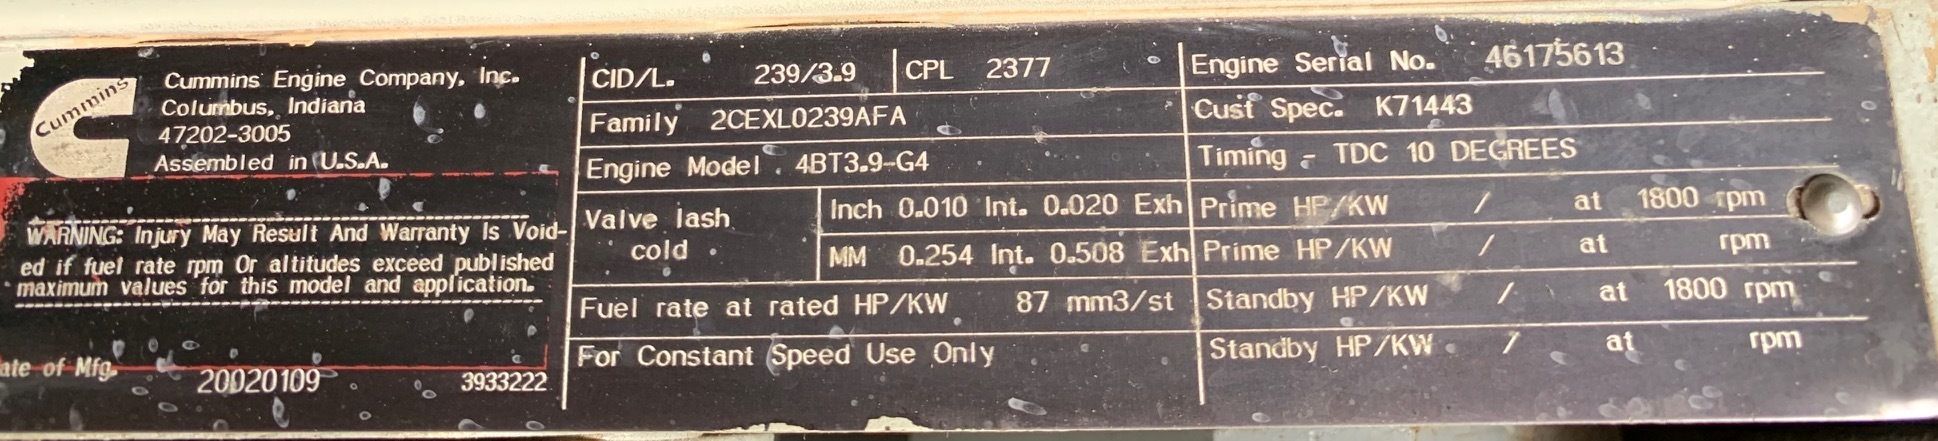 Cummins
Cummins Engine Company, Inc.
Columbus, Indiana
47202-3005
Assembled in U.S.A.
WARNING: Injury May Result And Warranty Is Void-
ed if fuel rate rpm Or altitudes exceed published
maximum values for this model and application.
ate of Mfg. 20020109 3933222
CID/L. 239/3.9 CPL 2377
Family 2CEXL0239AFA
Engine Model 4BT3.9-G4
Valve lash cold
Inch 0.010 Int. 0.020 Exh
MM 0.254 Int. 0.508 Exh
Fuel rate at rated HP/KW 87 mm3/st
For Constant Speed Use Only
Engine Serial No. 46175613
Cust Spec. K71443
Timing - TDC 10 DEGREES
Prime HP/KW / at 1800 rpm
Prime HP/KW / at rpm
Standby HP/KW / at 1800 rpm
Standby HP/KW / at rpm